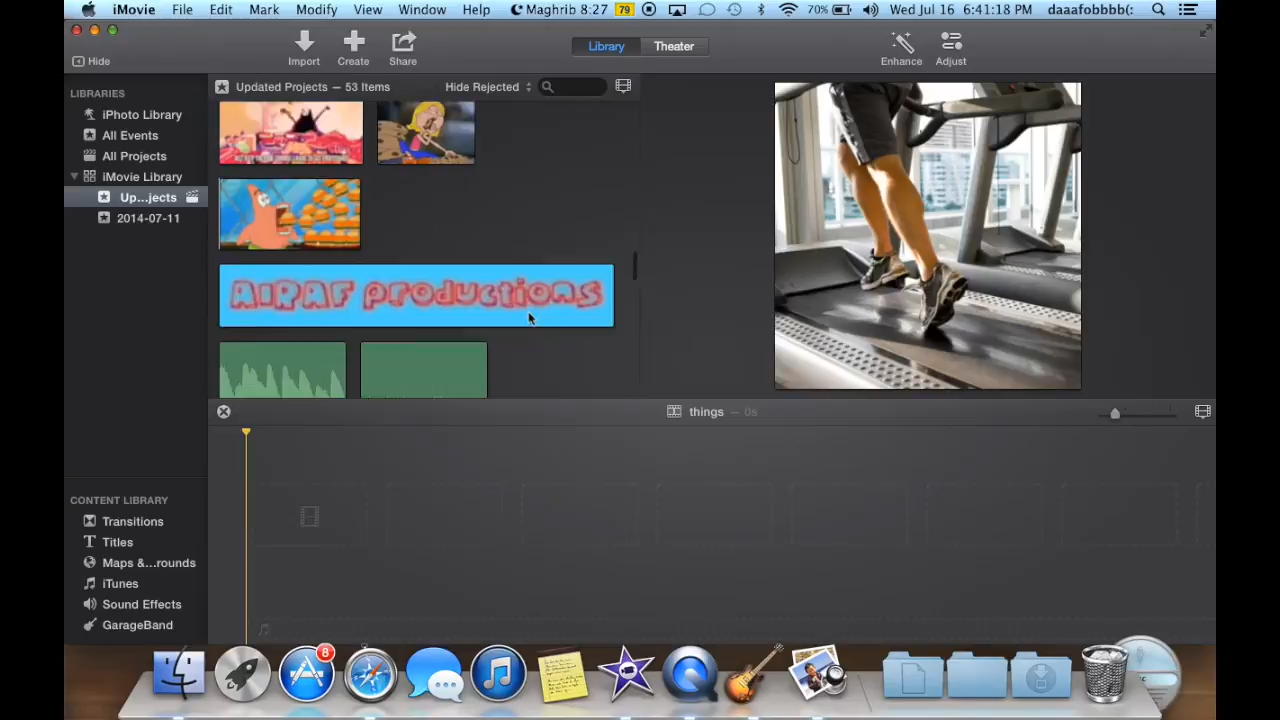 iMovie File Edit Mark Modify View Window Help Maghrib 8:27 79 70% Wed Jul 16 6:41:18 PM daaafobbbb(:
Hide Import Create Share Library Theater Enhance Adjust
LIBRARIES
iPhoto Library
All Events
All Projects
iMovie Library
Up...jects
2014-07-11
Updated Projects — 53 Items Hide Rejected
AIRAF productions
things — 0s
CONTENT LIBRARY
Transitions
Titles
Maps &...rounds
iTunes
Sound Effects
GarageBand
8